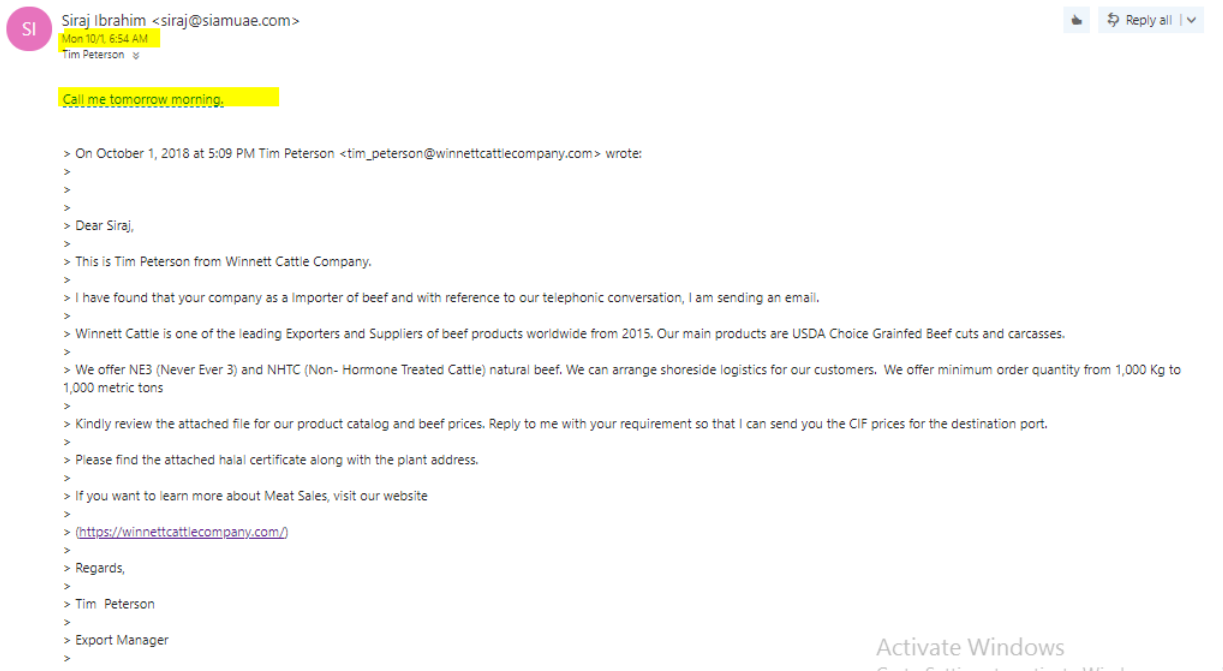 SI
Siraj Ibrahim <siraj@siamuae.com>
Reply all
Mon 10/1, 6:54 AM
Tim Peterson
Call me tomorrow morning.
> On October 1, 2018 at 5:09 PM Tim Peterson <tim_peterson@winnettcattlecompany.com> wrote:
>
>
>
> Dear Siraj,
>
> This is Tim Peterson from Winnett Cattle Company.
>
> I have found that your company as a Importer of beef and with reference to our telephonic conversation, I am sending an email.
>
> Winnett Cattle is one of the leading Exporters and Suppliers of beef products worldwide from 2015. Our main products are USDA Choice Grainfed Beef cuts and carcasses.
>
> We offer NE3 (Never Ever 3) and NHTC (Non- Hormone Treated Cattle) natural beef. We can arrange shoreside logistics for our customers.  We offer minimum order quantity from 1,000 Kg to
1,000 metric tons
>
> Kindly review the attached file for our product catalog and beef prices. Reply to me with your requirement so that I can send you the CIF prices for the destination port.
>
> Please find the attached halal certificate along with the plant address.
>
> If you want to learn more about Meat Sales, visit our website
>
> (https://winnettcattlecompany.com/)
>
> Regards,
>
> Tim  Peterson
>
> Export Manager
>
Activate Windows